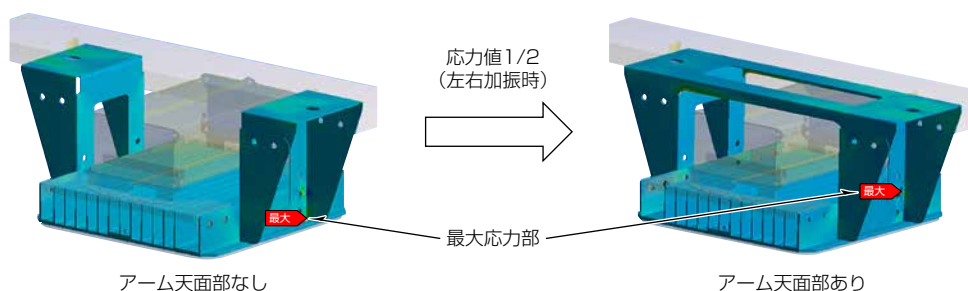 応力値1/2
（左右加振時）
最大
最大
最大応力部
アーム天面部なし
アーム天面部あり